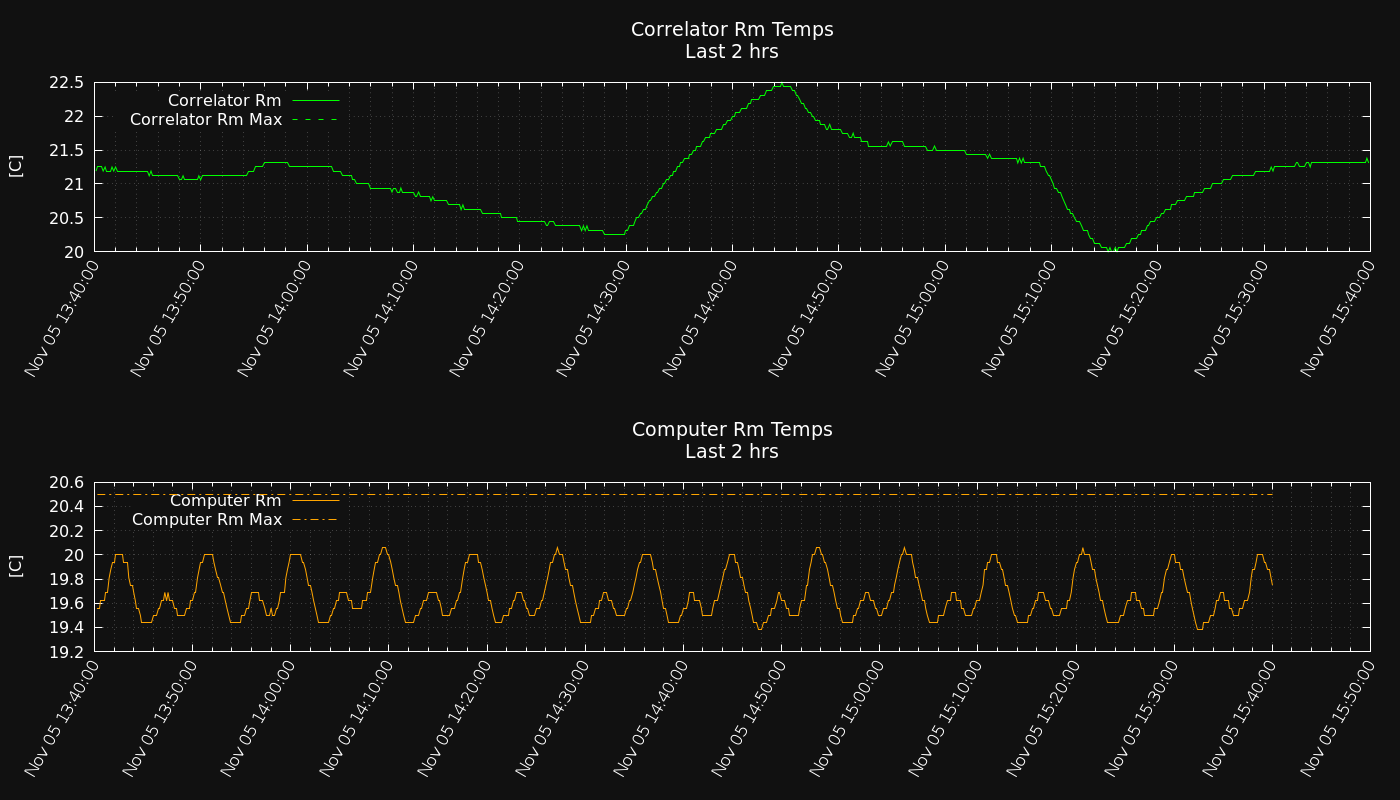 Correlator Rm Temps
Last 2 hrs
22.5
22
21.5
21
20.5
20
[C]
Correlator Rm
Correlator Rm Max
Nov 05 13:40:00
Nov 05 13:50:00
Nov 05 14:00:00
Nov 05 14:10:00
Nov 05 14:20:00
Nov 05 14:30:00
Nov 05 14:40:00
Nov 05 14:50:00
Nov 05 15:00:00
Nov 05 15:10:00
Nov 05 15:20:00
Nov 05 15:30:00
Nov 05 15:40:00
Computer Rm Temps
Last 2 hrs
20.6
20.4
20.2
20
19.8
19.6
19.4
19.2
[C]
Computer Rm
Computer Rm Max
Nov 05 13:40:00
Nov 05 13:50:00
Nov 05 14:00:00
Nov 05 14:10:00
Nov 05 14:20:00
Nov 05 14:30:00
Nov 05 14:40:00
Nov 05 14:50:00
Nov 05 15:00:00
Nov 05 15:10:00
Nov 05 15:20:00
Nov 05 15:30:00
Nov 05 15:40:00
Nov 05 15:50:00